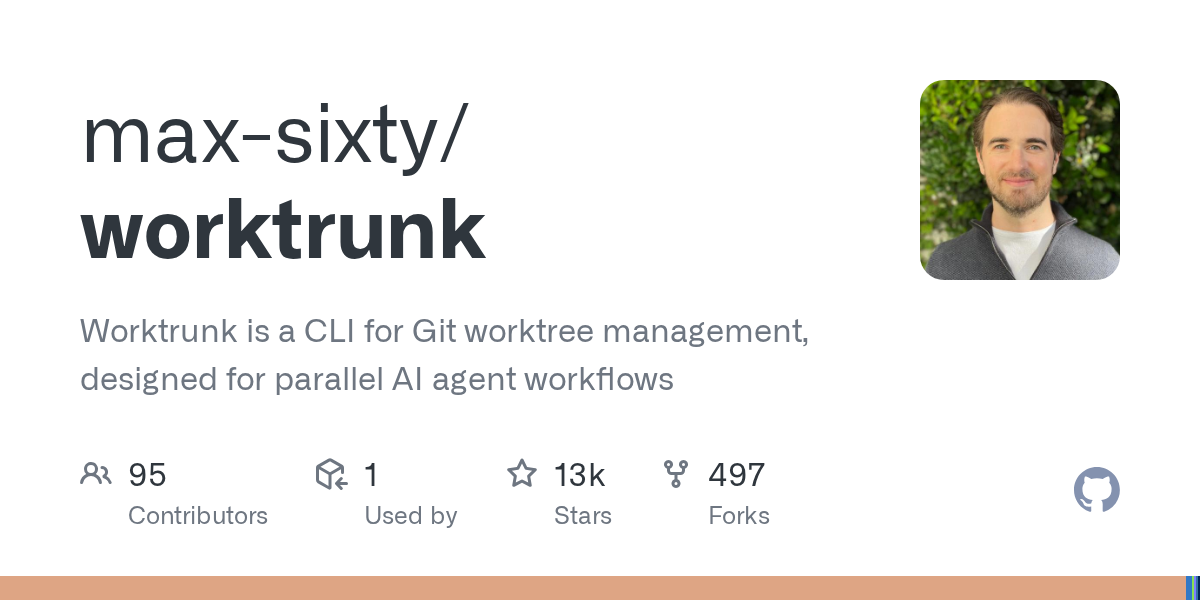 max-sixty/
worktrunk
Worktrunk is a CLI for Git worktree management,
designed for parallel AI agent workflows
95
Contributors
1
Used by
13k
Stars
497
Forks